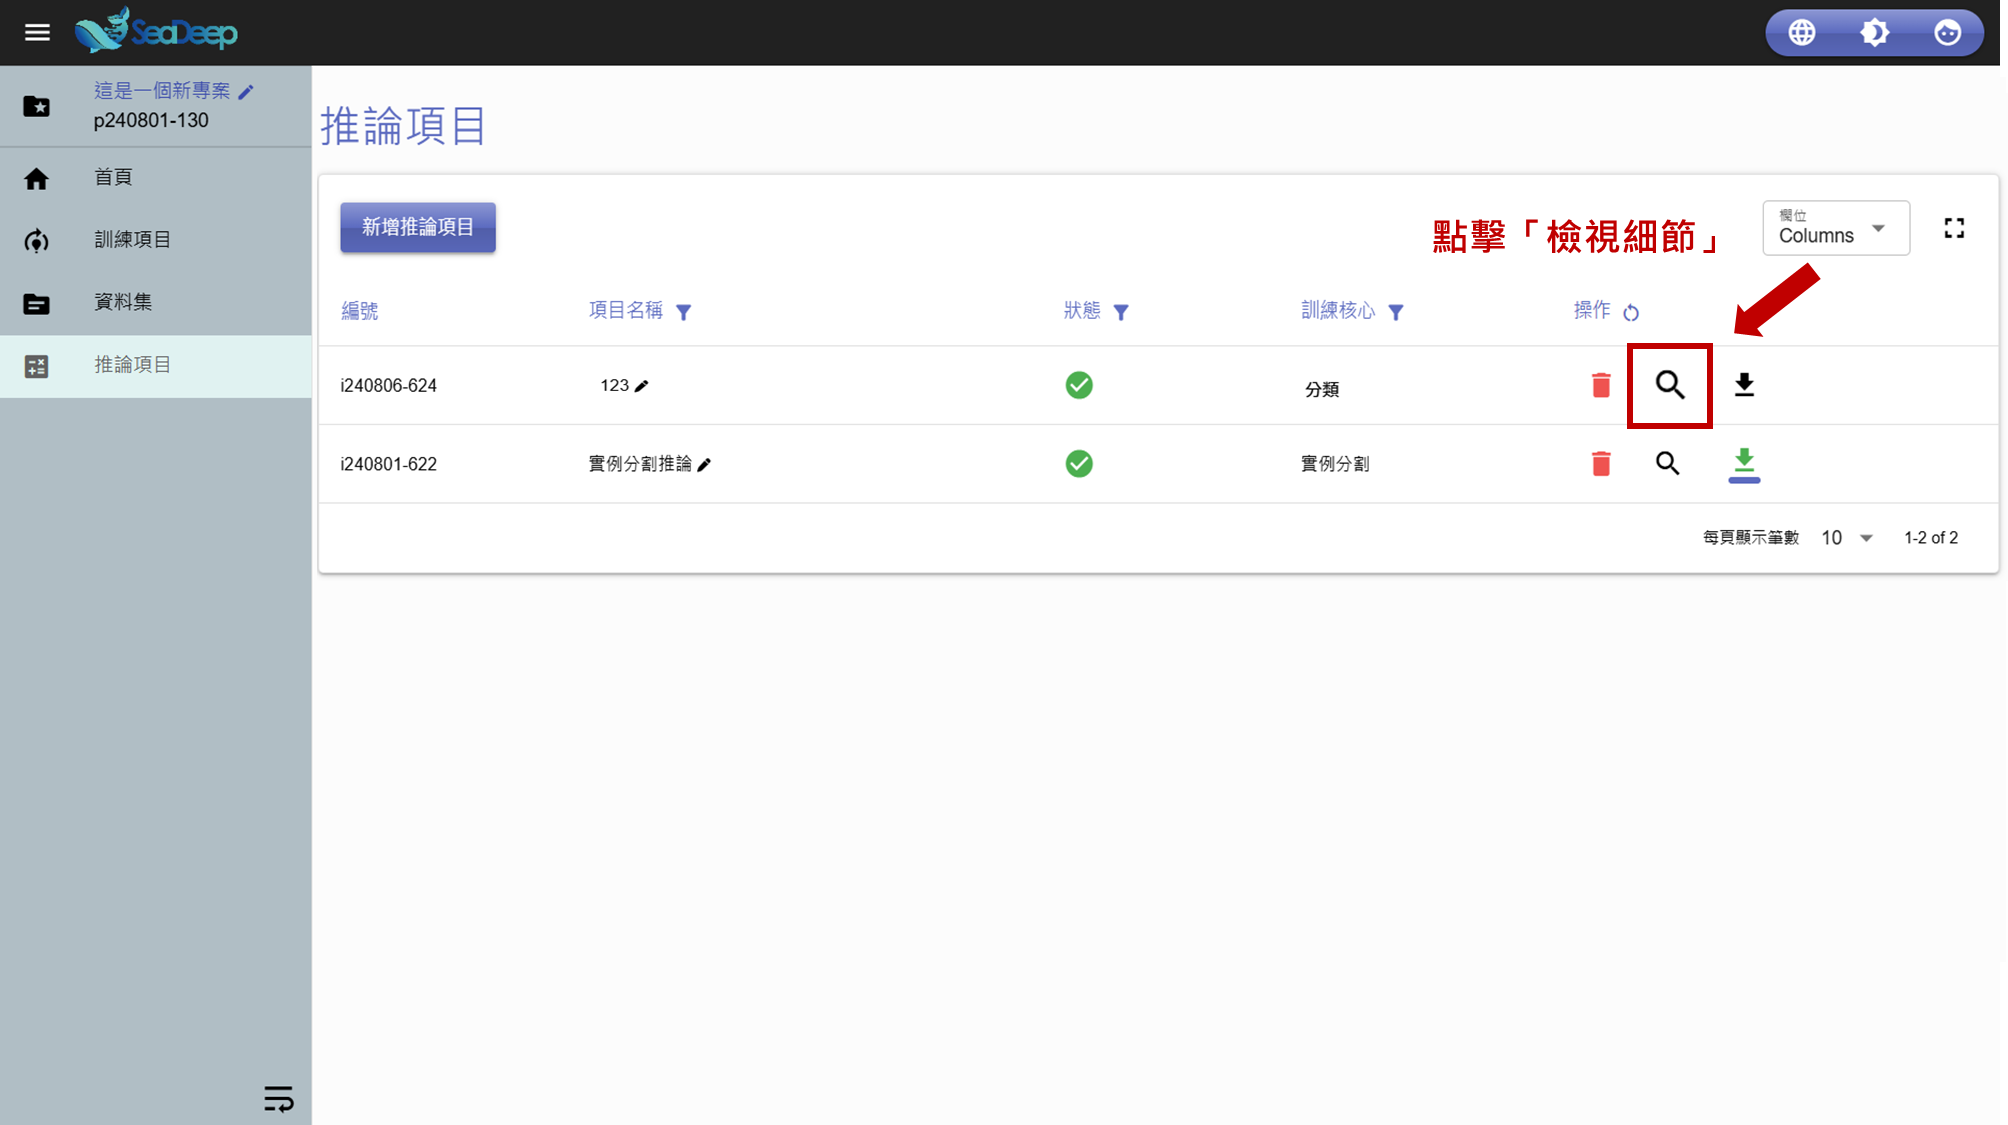 SeaDeep
這是一個新專案
p240801-130
首頁
訓練項目
資料集
推論項目
推論項目
新增推論項目
點擊「檢視細節」
欄位
Columns
編號 項目名稱 狀態 訓練核心 操作
i240806-624 123 分類
i240801-622 實例分割推論 實例分割
每頁顯示筆數 10 1-2 of 2